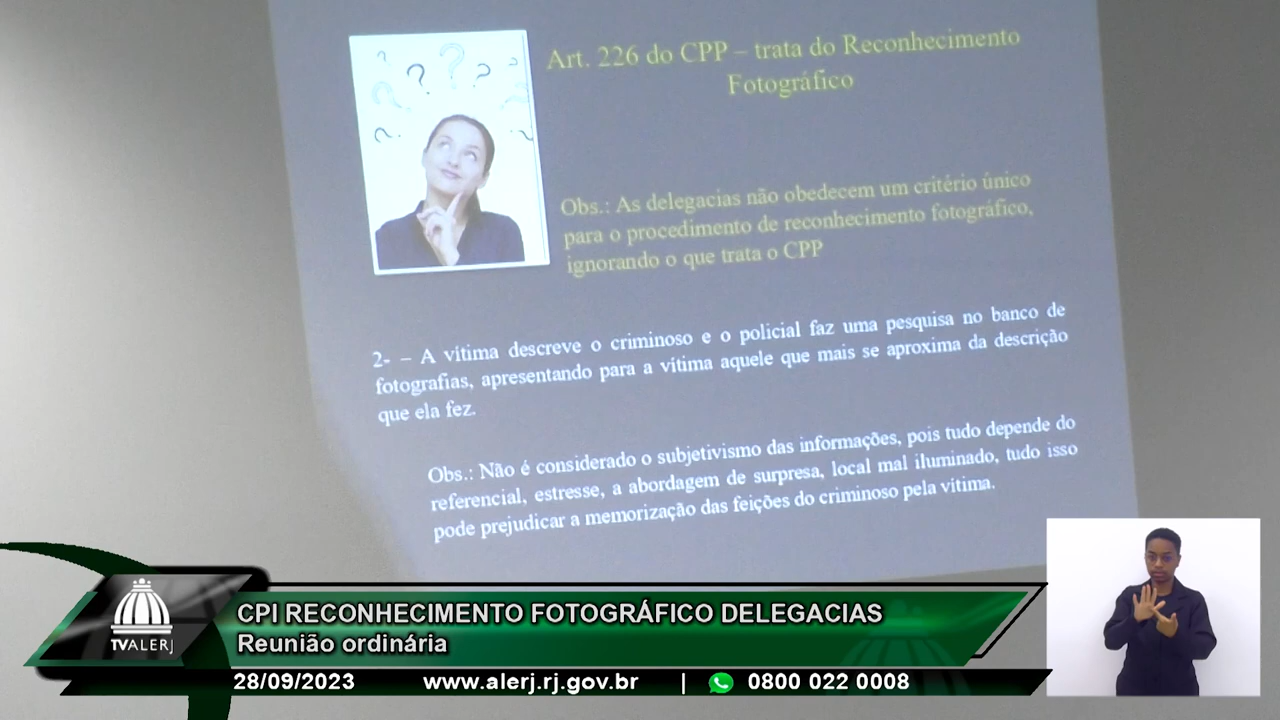 Art. 226 do CPP – trata do Reconhecimento
Fotográfico
Obs.: As delegacias não obedecem um critério único
para o procedimento de reconhecimento fotográfico,
ignorando o que trata o CPP
2- – A vítima descreve o criminoso e o policial faz uma pesquisa no banco de
fotografias, apresentando para a vítima aquele que mais se aproxima da descrição
que ela fez.
Obs.: Não é considerado o subjetivismo das informações, pois tudo depende do
referencial, estresse, a abordagem de surpresa, local mal iluminado, tudo isso
pode prejudicar a memorização das feições do criminoso pela vítima.
CPI RECONHECIMENTO FOTOGRÁFICO DELEGACIAS
Reunião ordinária
TVALERJ
28/09/2023 www.alerj.rj.gov.br | 0800 022 0008